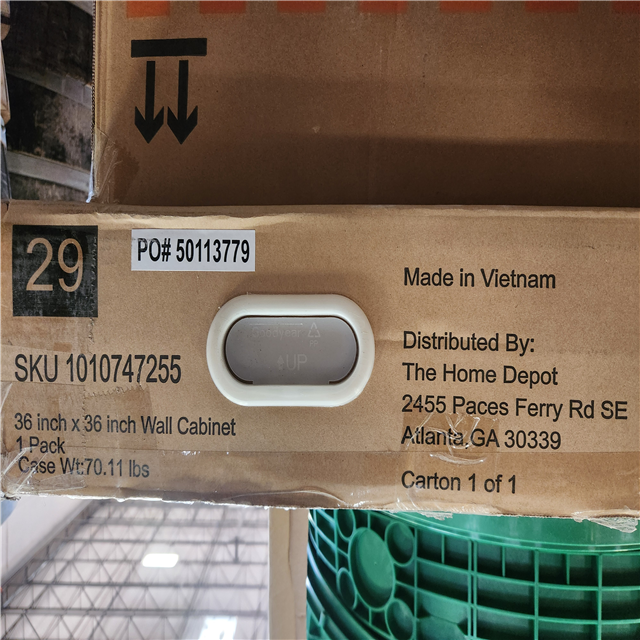 29
PO# 50113779
SKU 1010747255
36 inch x 36 inch Wall Cabinet
1 Pack
Case Wt:70.11 lbs
UP
Made in Vietnam
Distributed By:
The Home Depot
2455 Paces Ferry Rd SE
Atlanta,GA 30339
Carton 1 of 1